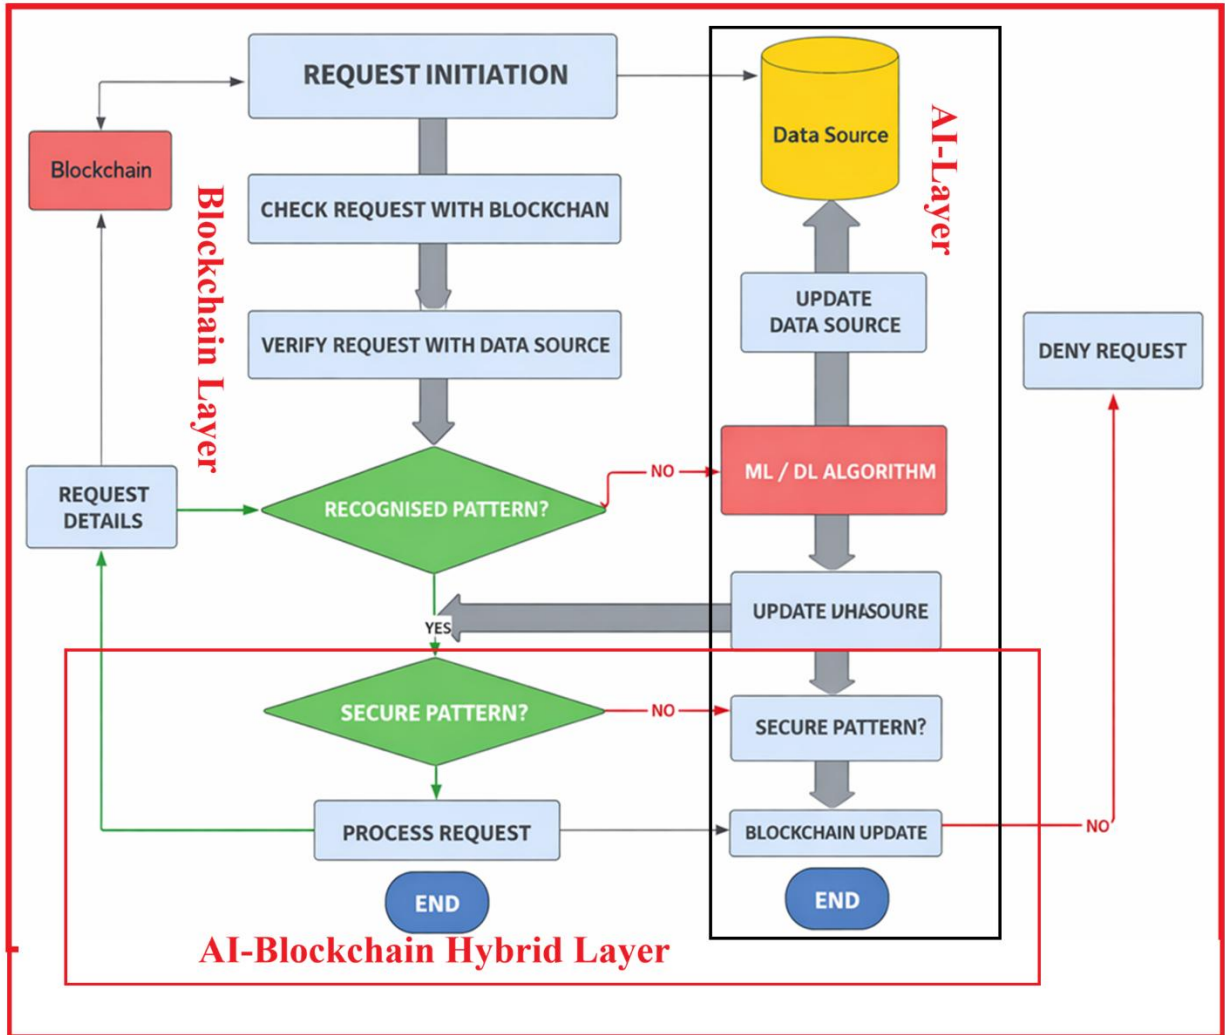 REQUEST INITIATION
Data Source
AI-Layer
Blockchain
Blockchain Layer
CHECK REQUEST WITH BLOCKCHAN
UPDATE
DATA SOURCE
VERIFY REQUEST WITH DATA SOURCE
DENY REQUEST
REQUEST
DETAILS
RECOGNISED PATTERN?
NO
ML / DL ALGORITHM
YES
UPDATE
SECURE PATTERN?
NO
SECURE PATTERN?
PROCESS REQUEST
BLOCKCHAIN UPDATE
NO
END
END
AI-Blockchain Hybrid Layer